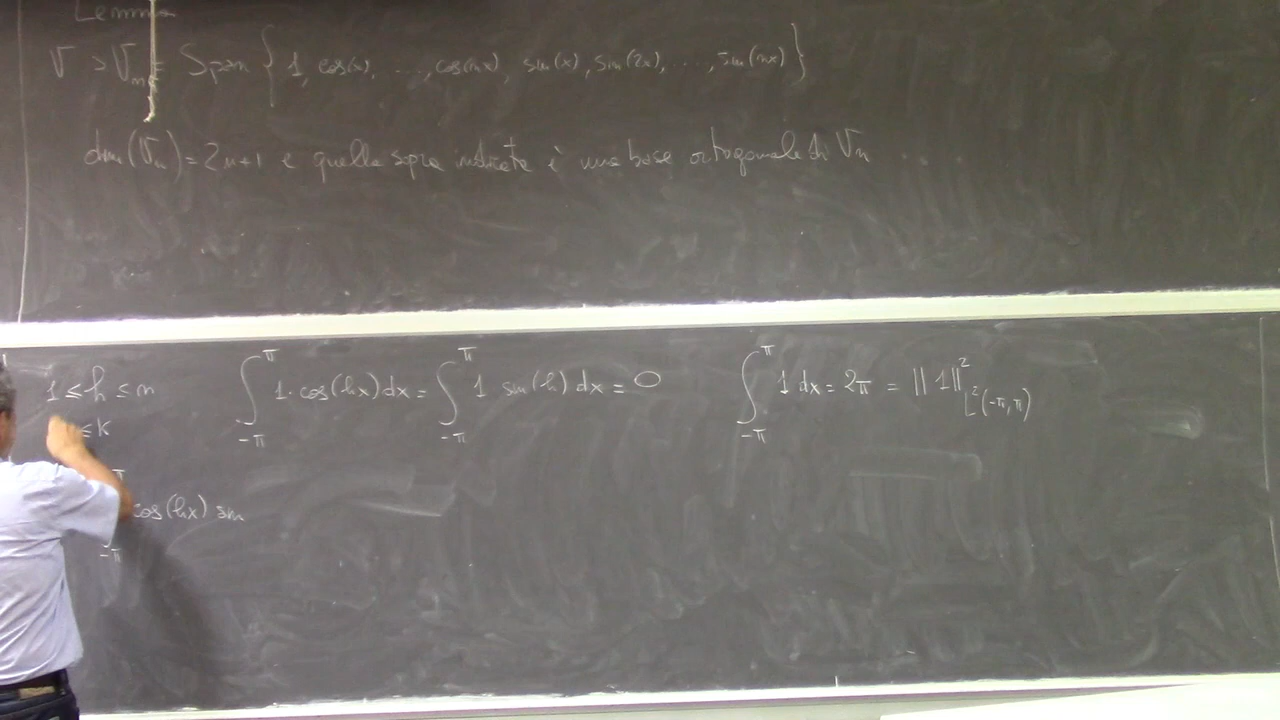 Lemma
V ⊃ V_n = Span { 1, cos(x), ..., cos(nx), sin(x), sin(2x), ..., sin(nx) }
dim(V_n) = 2n+1 e quella sopra indicata è una base ortogonale di V_n ...
1 ≤ h ≤ n ∫_{-π}^{π} 1·cos(hx) dx = ∫_{-π}^{π} 1 sin(h) dx = 0 ∫_{-π}^{π} 1 dx = 2π = ||1||²_{L²(-π,π)}
≤ k
π
cos(hx) sin
-π